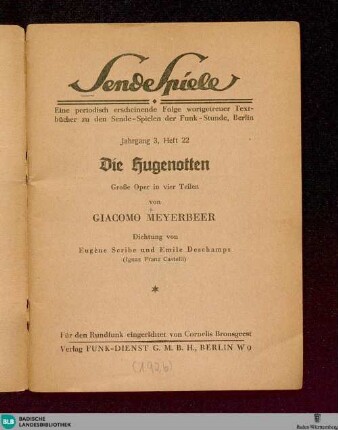 Sende Spiele
Eine periodisch erscheinende Folge wortgetreuer Text-
bücher zu den Sende-Spielen der Funk-Stunde, Berlin
Jahrgang 3, Heft 22
Die Hugenotten
Große Oper in vier Teilen
von
GIACOMO MEYERBEER
Dichtung von
Eugène Scribe und Emile Deschamps
(Ignaz Franz Castelli)
*
Für den Rundfunk eingerichtet von Cornelis Bronsgeest
Verlag FUNK-DIENST G. M. B. H., BERLIN W 9
(1926)
BLB BADISCHE
LANDESBIBLIOTHEK
Baden-Württemberg